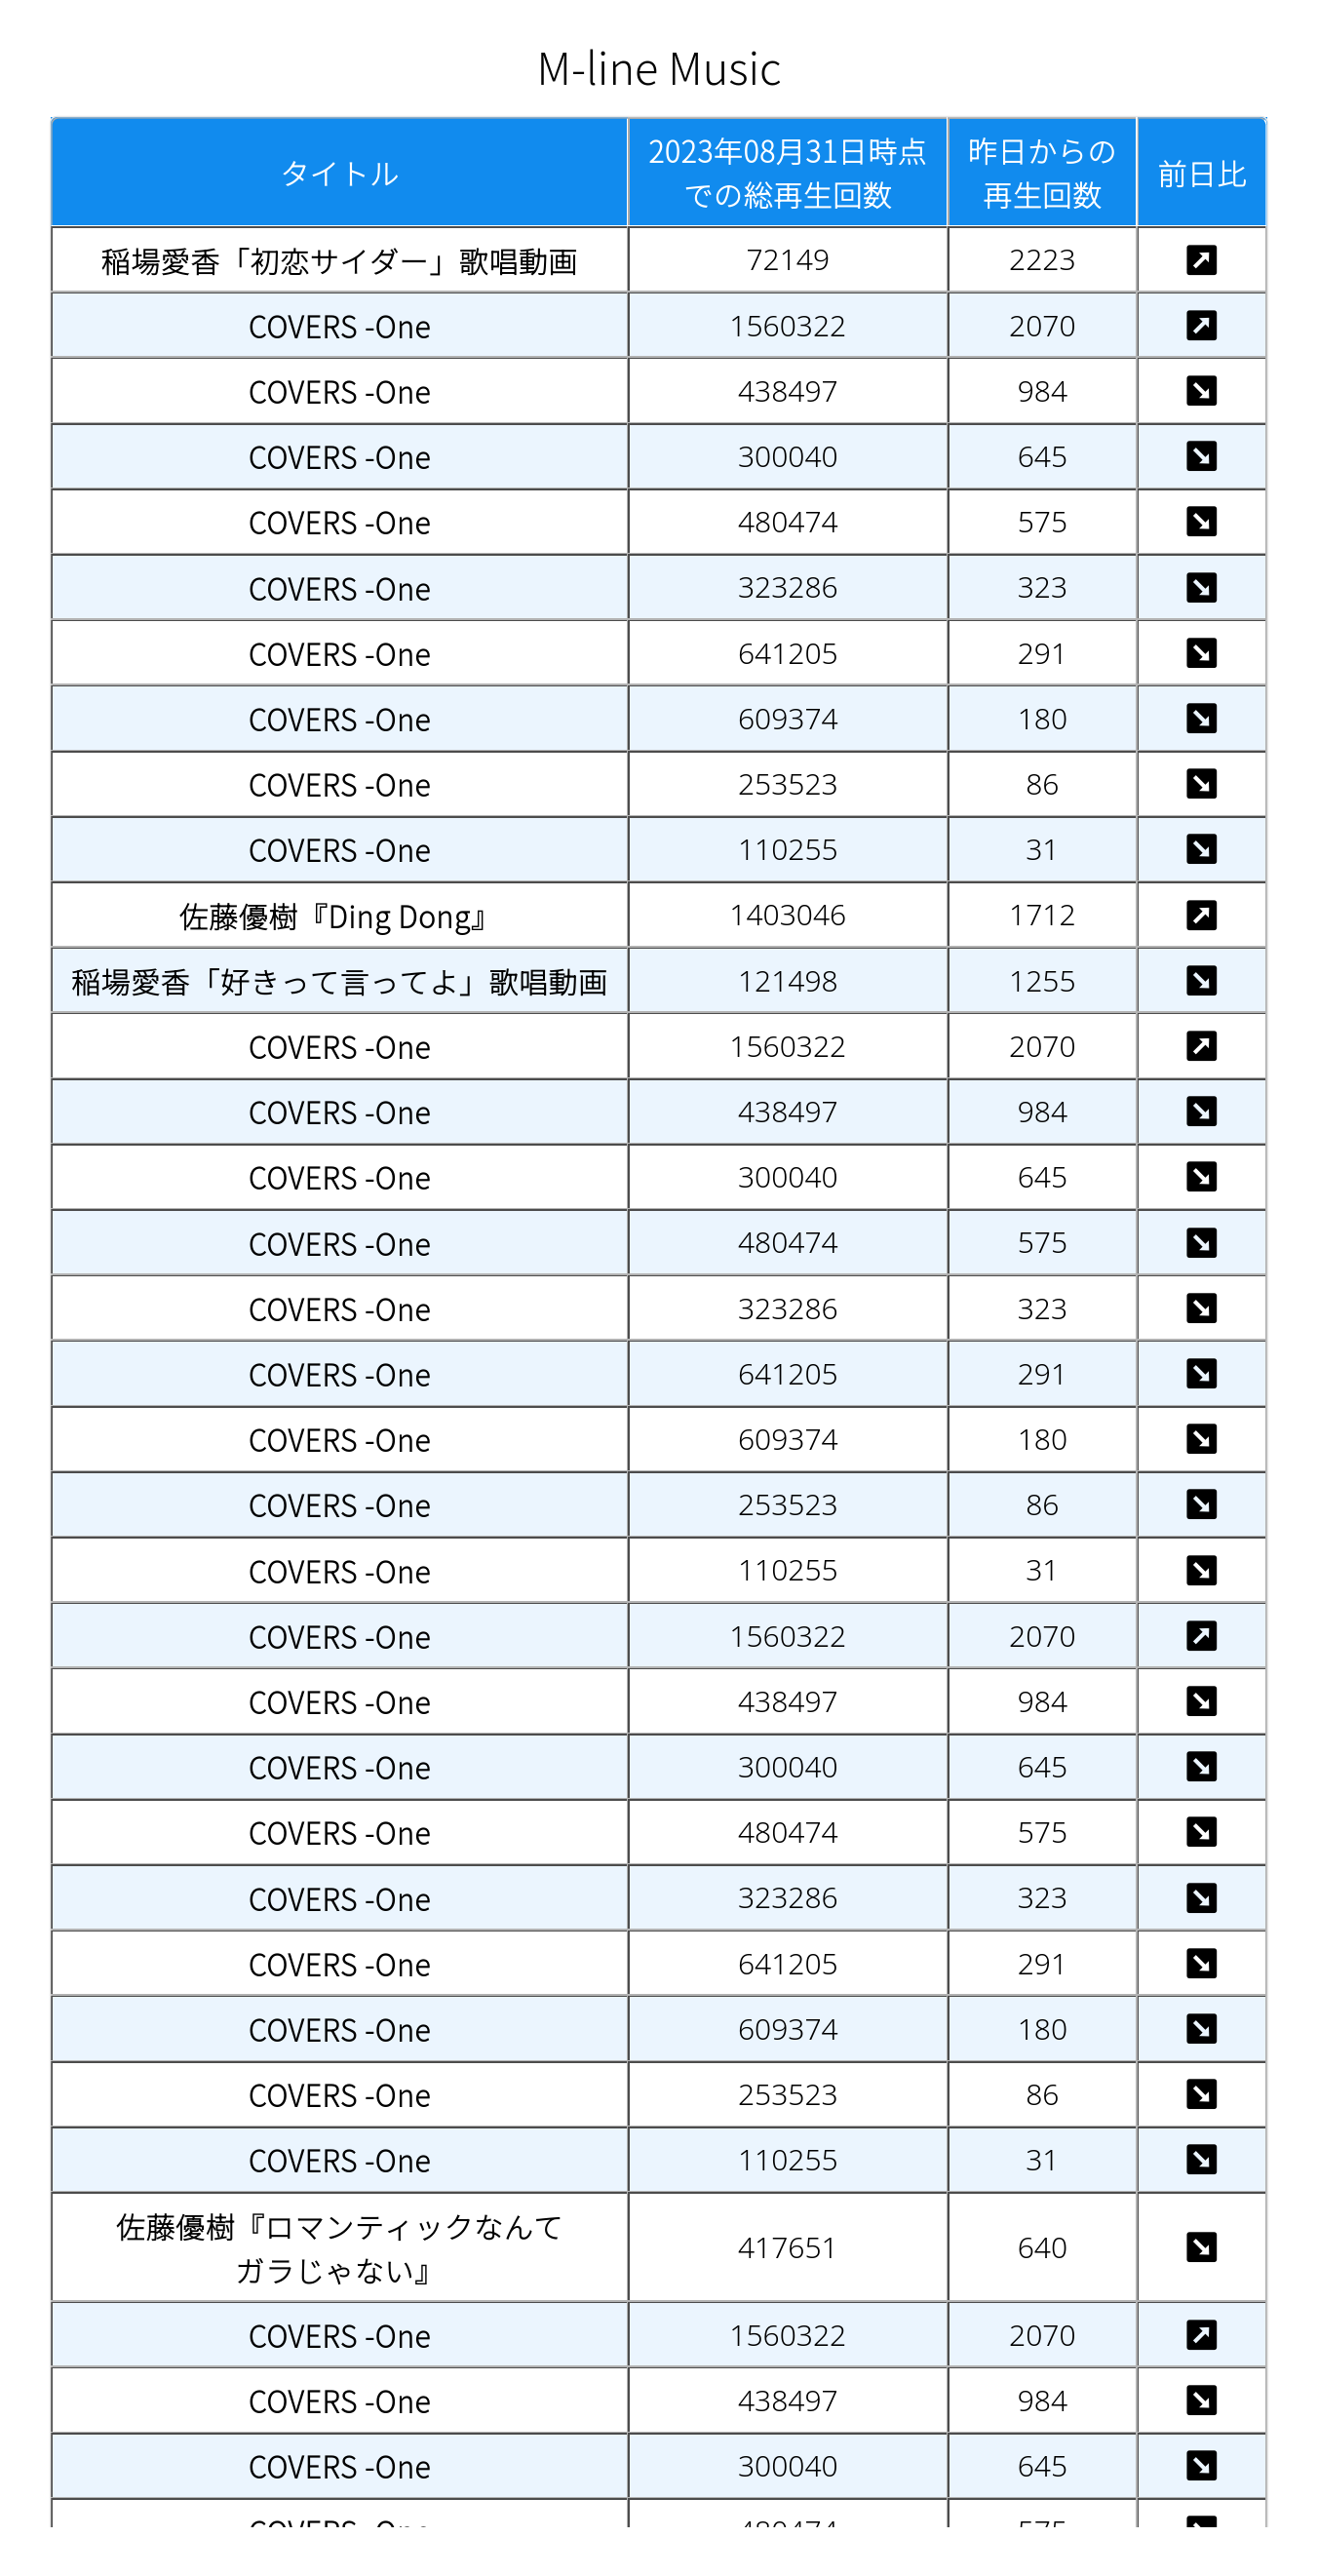 M-line Music
タイトル 2023年08月31日時点 昨日からの 前日比
での総再生回数 再生回数
稲場愛香「初恋サイダー」歌唱動画 72149 2223
COVERS -One 1560322 2070
COVERS -One 438497 984
COVERS -One 300040 645
COVERS -One 480474 575
COVERS -One 323286 323
COVERS -One 641205 291
COVERS -One 609374 180
COVERS -One 253523 86
COVERS -One 110255 31
佐藤優樹『Ding Dong』 1403046 1712
稲場愛香「好きって言ってよ」歌唱動画 121498 1255
COVERS -One 1560322 2070
COVERS -One 438497 984
COVERS -One 300040 645
COVERS -One 480474 575
COVERS -One 323286 323
COVERS -One 641205 291
COVERS -One 609374 180
COVERS -One 253523 86
COVERS -One 110255 31
COVERS -One 1560322 2070
COVERS -One 438497 984
COVERS -One 300040 645
COVERS -One 480474 575
COVERS -One 323286 323
COVERS -One 641205 291
COVERS -One 609374 180
COVERS -One 253523 86
COVERS -One 110255 31
佐藤優樹『ロマンティックなんて 417651 640
ガラじゃない』
COVERS -One 1560322 2070
COVERS -One 438497 984
COVERS -One 300040 645